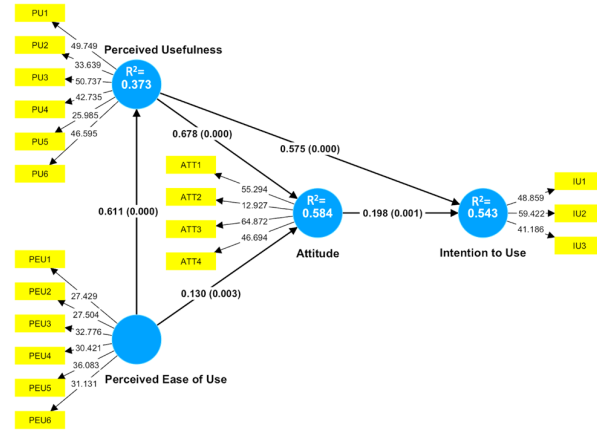 PU1
PU2
PU3
PU4
PU5
PU6
49.749
33.639
50.737
42.735
25.985
46.595
Perceived Usefulness
R²=
0.373
0.678 (0.000)
0.575 (0.000)
0.611 (0.000)
ATT1
ATT2
ATT3
ATT4
55.294
12.927
64.872
46.694
R²=
0.584
Attitude
0.198 (0.001)
R²=
0.543
Intention to Use
48.859
59.422
41.186
IU1
IU2
IU3
0.130 (0.003)
PEU1
PEU2
PEU3
PEU4
PEU5
PEU6
27.429
27.504
32.776
30.421
36.083
31.131
Perceived Ease of Use